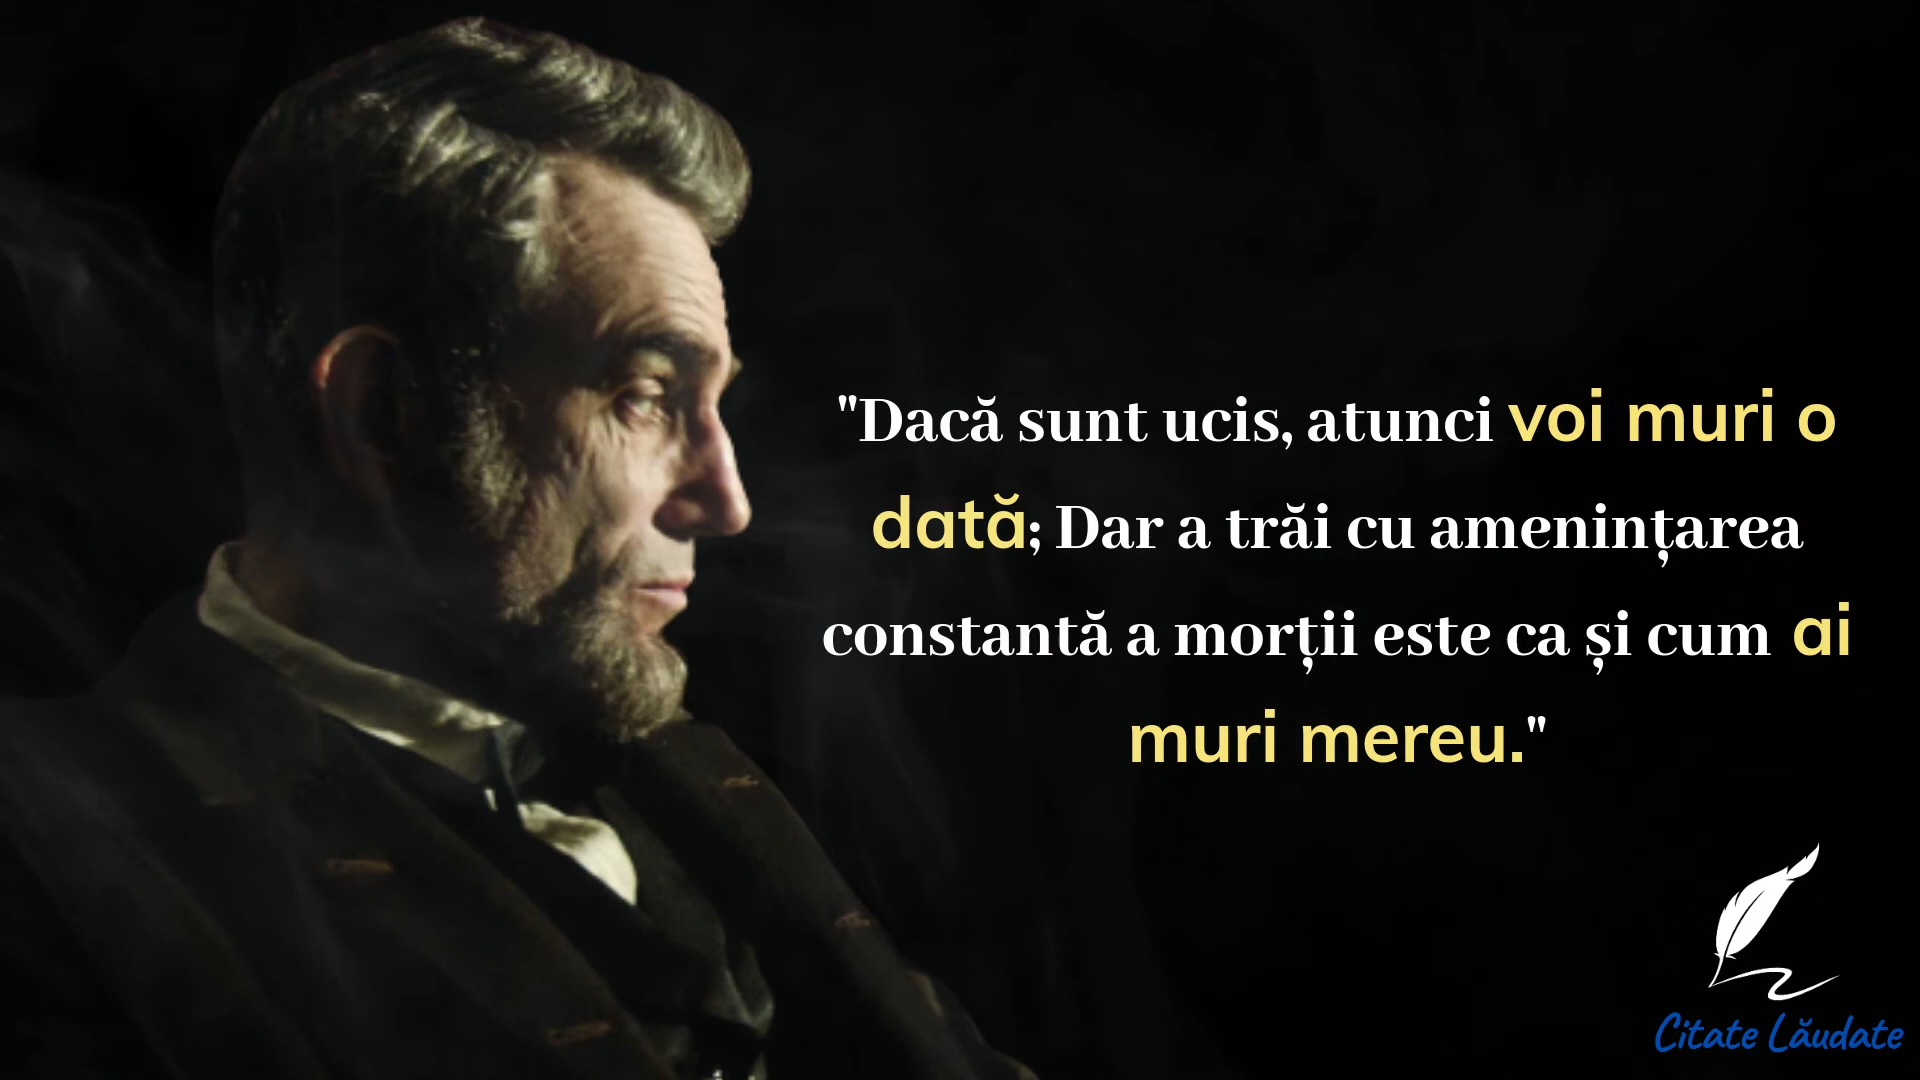 "Dacă sunt ucis, atunci voi muri o
dată; Dar a trăi cu amenințarea
constantă a morții este ca și cum ai
muri mereu."
Citate Lăudate